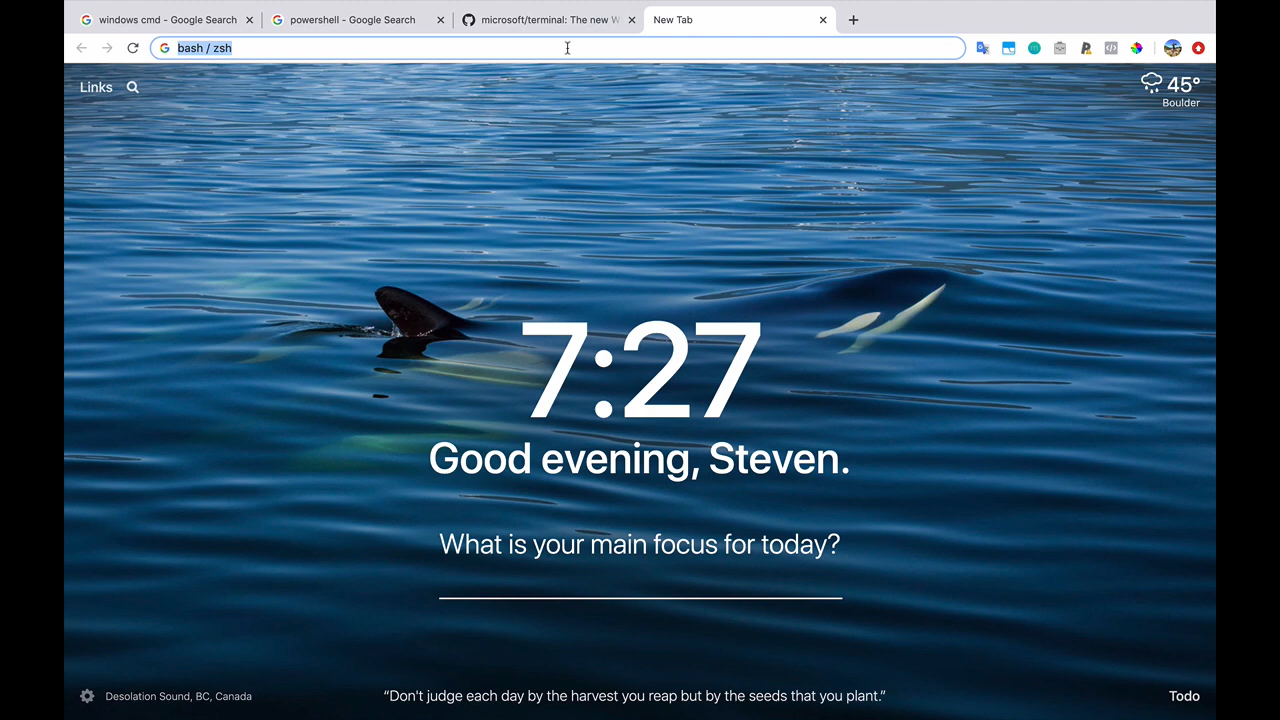 windows cmd - Google Search
powershell - Google Search
microsoft/terminal: The new W
New Tab
bash / zsh
Links
45°
Boulder
7:27
Good evening, Steven.
What is your main focus for today?
Desolation Sound, BC, Canada
“Don't judge each day by the harvest you reap but by the seeds that you plant.”
Todo